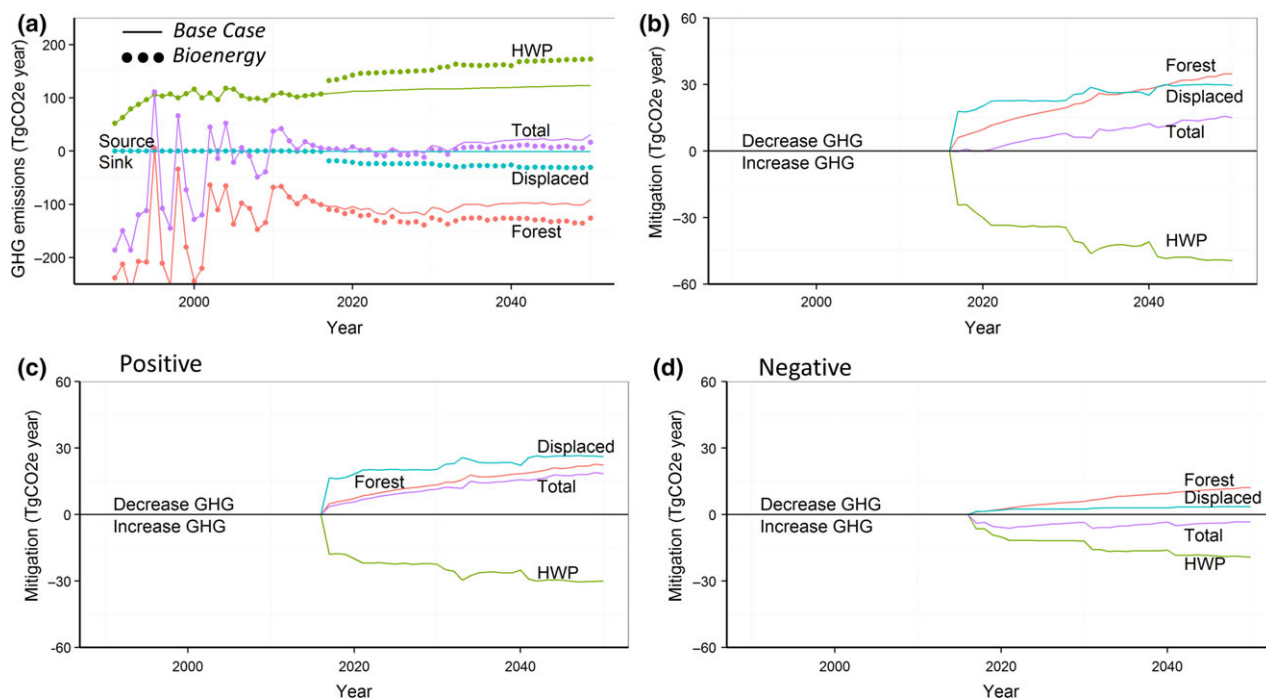 (a)
Base Case
Bioenergy
GHG emissions (TgCO2e year)
200
100
0
−100
−200
HWP
Source
Sink
Total
Displaced
Forest
2000
2020
2040
Year
(b)
Mitigation (TgCO2e year)
60
30
0
−30
−60
Forest
Displaced
Total
Decrease GHG
Increase GHG
HWP
2000
2020
2040
Year
(c)
Positive
Mitigation (TgCO2e year)
60
30
0
−30
−60
Displaced
Forest
Total
Decrease GHG
Increase GHG
HWP
2000
2020
2040
Year
(d)
Negative
Mitigation (TgCO2e year)
60
30
0
−30
−60
Forest
Displaced
Decrease GHG
Increase GHG
Total
HWP
2000
2020
2040
Year